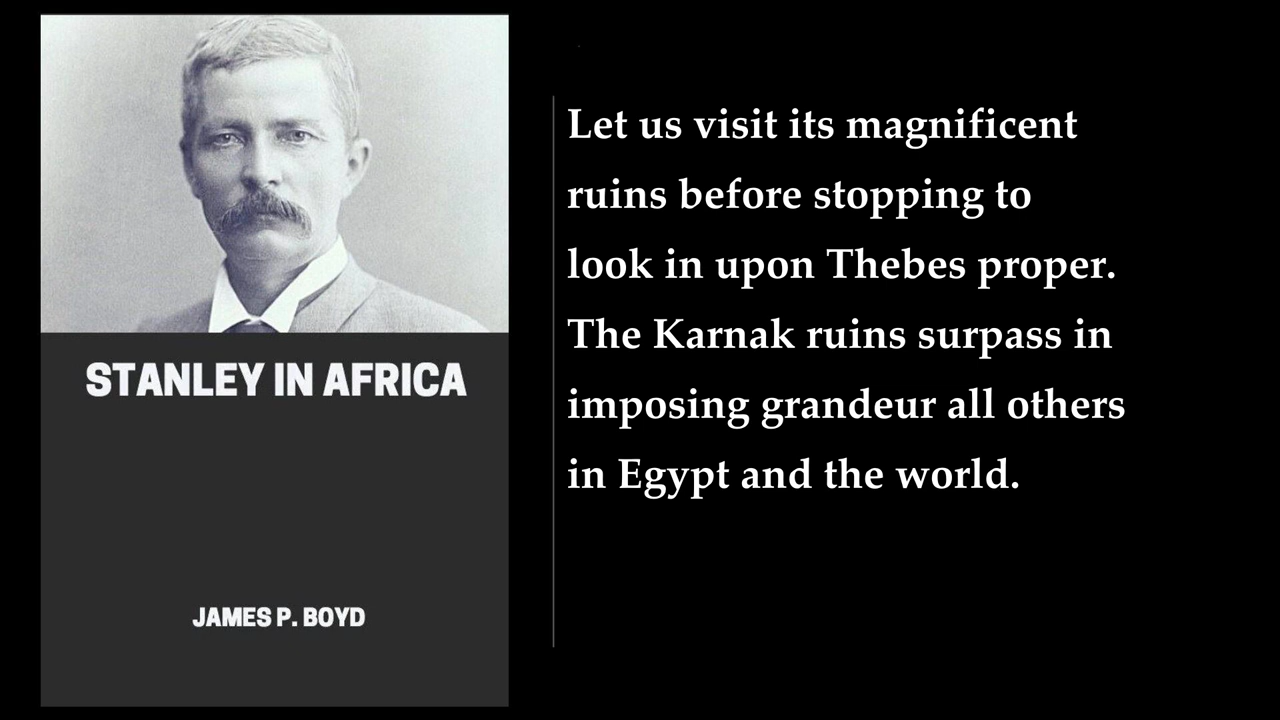 STANLEY IN AFRICA
JAMES P. BOYD
Let us visit its magnificent
ruins before stopping to
look in upon Thebes proper.
The Karnak ruins surpass in
imposing grandeur all others
in Egypt and the world.